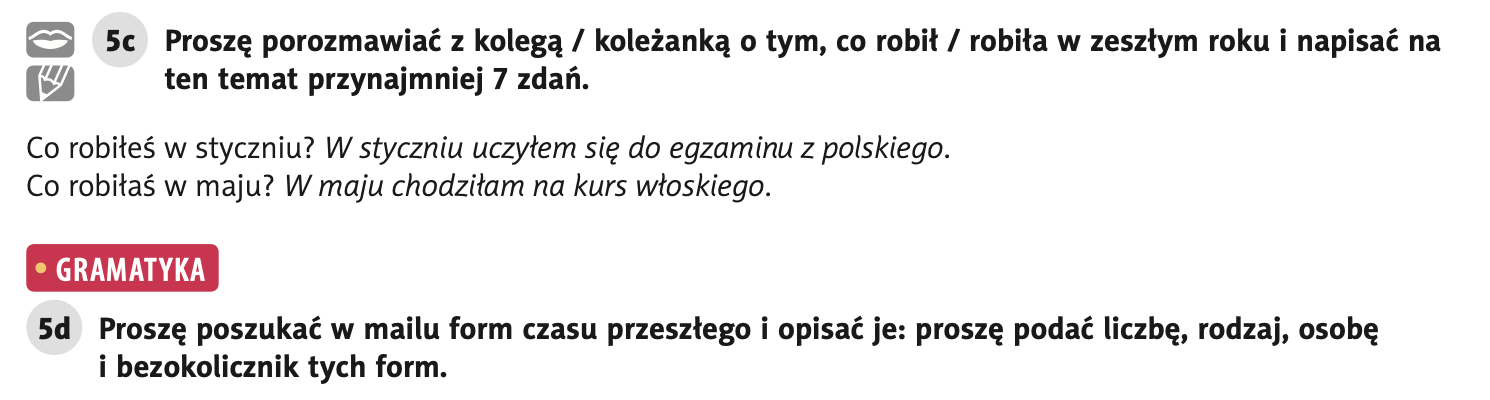 5c Proszę porozmawiać z kolegą / koleżanką o tym, co robił / robiła w zeszłym roku i napisać na
ten temat przynajmniej 7 zdań.
Co robiłeś w styczniu? W styczniu uczyłem się do egzaminu z polskiego.
Co robiłaś w maju? W maju chodziłam na kurs włoskiego.
• GRAMATYKA
5d Proszę poszukać w mailu form czasu przeszłego i opisać je: proszę podać liczbę, rodzaj, osobę
i bezokolicznik tych form.